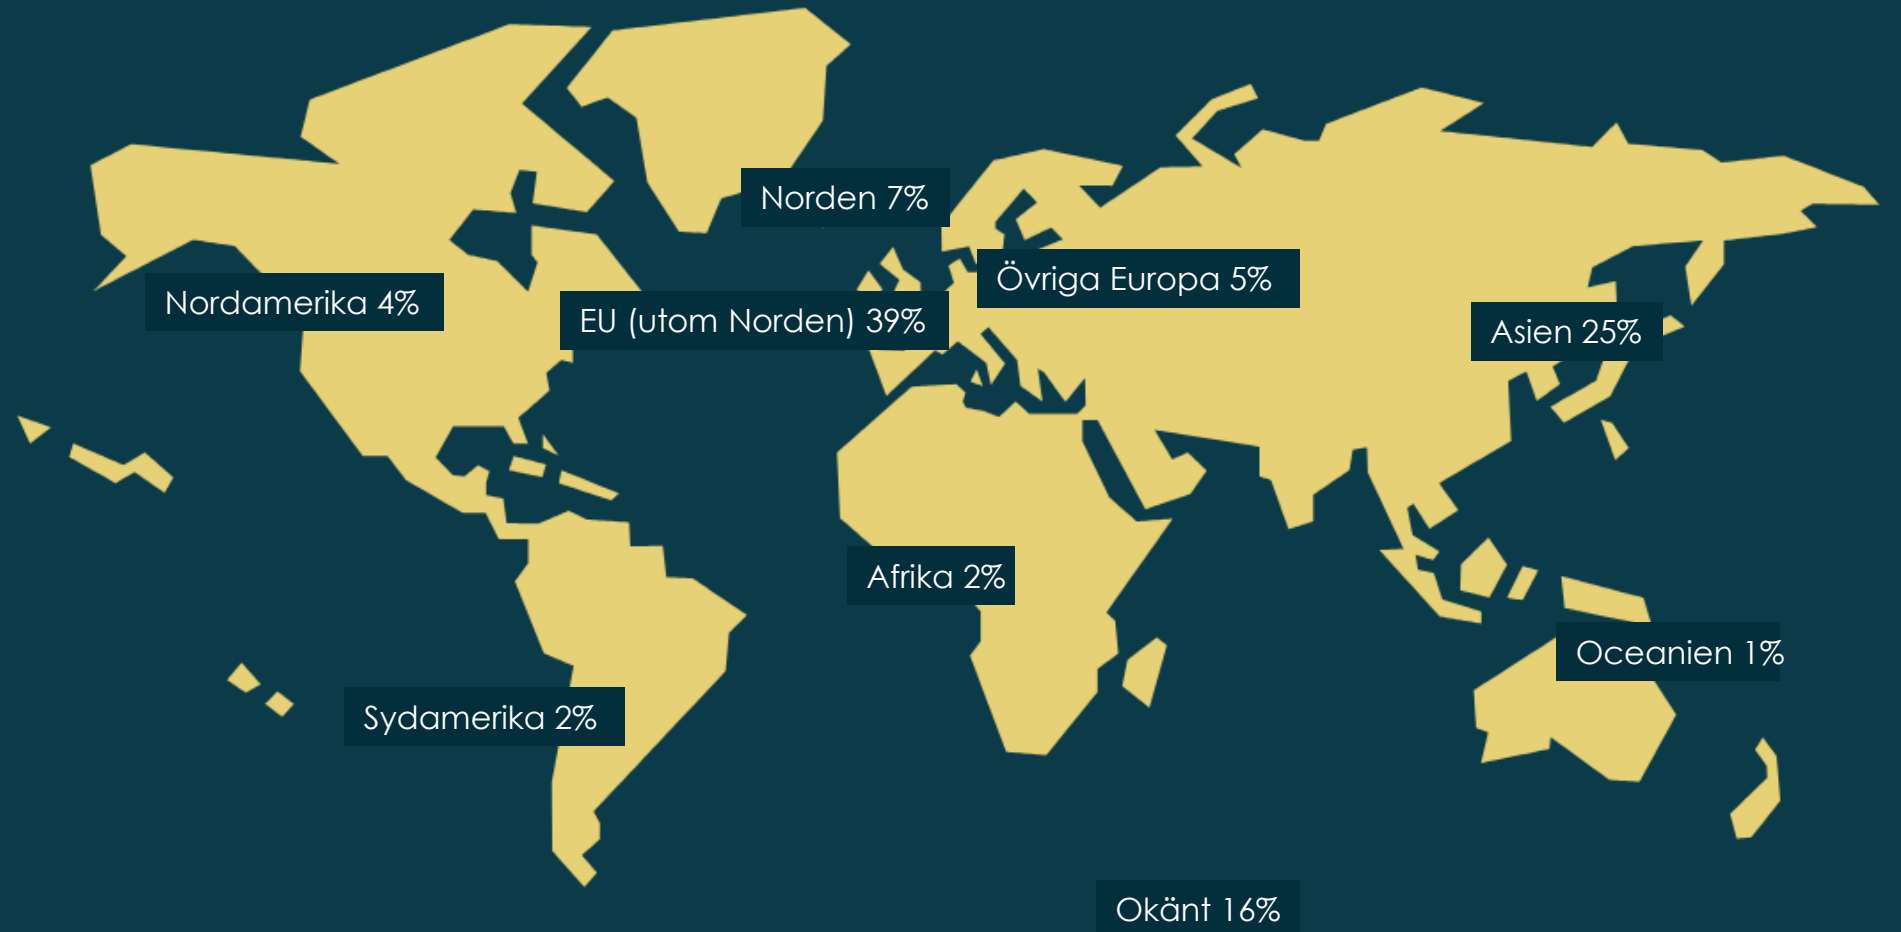 Norden 7%
Övriga Europa 5%
Nordamerika 4%
EU (utom Norden) 39%
Asien 25%
Afrika 2%
Oceanien 1%
Sydamerika 2%
Okänt 16%